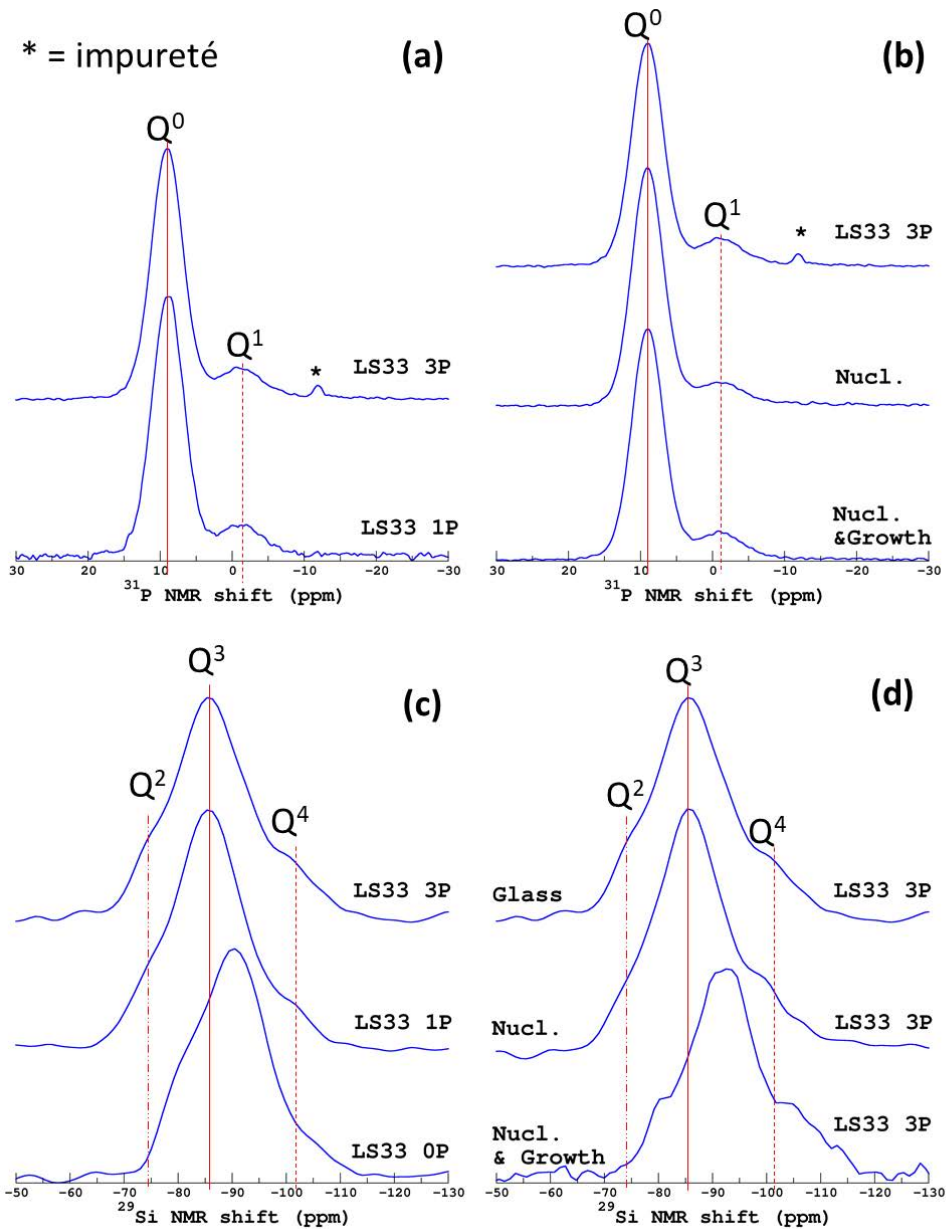 * = impureté
(a)
Q⁰
Q¹
*
LS33 3P
LS33 1P
30 20 10 0 -10 -20 -30
³¹P NMR shift (ppm)
(b)
Q⁰
Q¹
*
LS33 3P
Nucl.
Nucl.
&Growth
30 20 10 0 -10 -20 -30
³¹P NMR shift (ppm)
(c)
Q³
Q²
Q⁴
LS33 3P
LS33 1P
LS33 0P
-50 -60 -70 -80 -90 -100 -110 -120 -130
²⁹Si NMR shift (ppm)
(d)
Q³
Q²
Q⁴
Glass
LS33 3P
Nucl.
LS33 3P
Nucl.
& Growth
LS33 3P
-50 -60 -70 -80 -90 -100 -110 -120 -130
²⁹Si NMR shift (ppm)